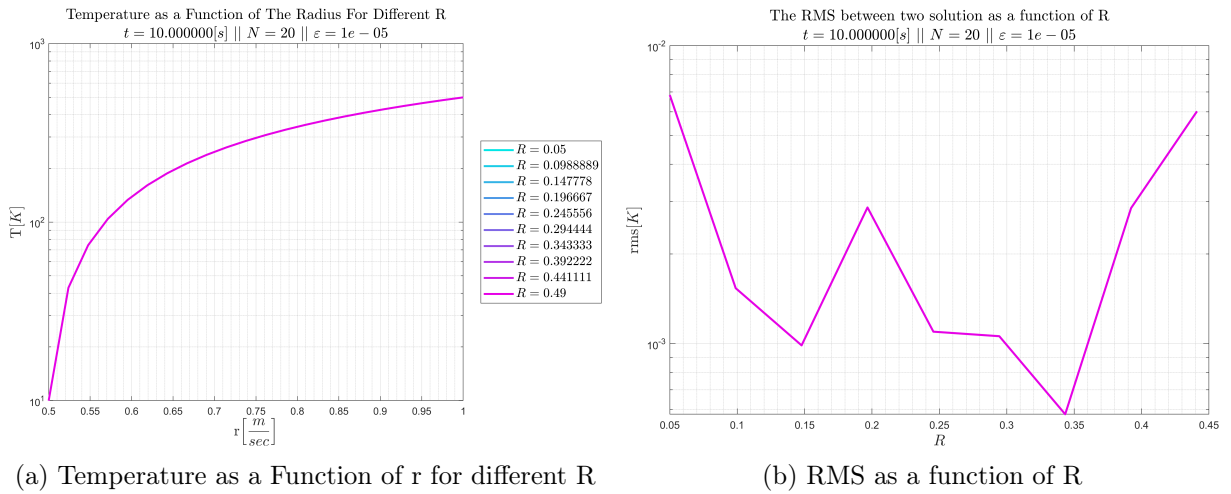 Temperature as a Function of The Radius For Different R
t = 10.000000[s] || N = 20 || ε = 1e − 05
10^3
10^2
10^1
T[K]
0.5 0.55 0.6 0.65 0.7 0.75 0.8 0.85 0.9 0.95 1
r[m/sec]
R = 0.05
R = 0.0988889
R = 0.147778
R = 0.196667
R = 0.245556
R = 0.294444
R = 0.343333
R = 0.392222
R = 0.441111
R = 0.49
(a) Temperature as a Function of r for different R
The RMS between two solution as a function of R
t = 10.000000[s] || N = 20 || ε = 1e − 05
10^-2
10^-3
rms[K]
0.05 0.1 0.15 0.2 0.25 0.3 0.35 0.4 0.45
R
(b) RMS as a function of R